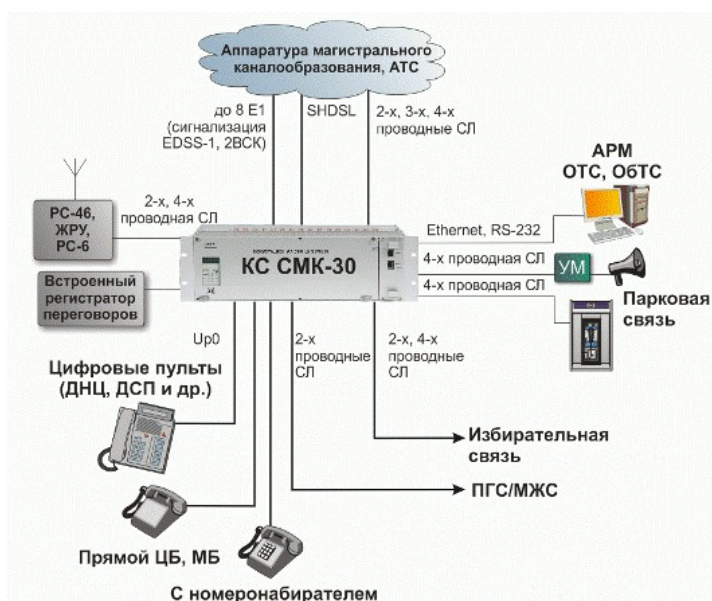 Аппаратура магистрального
каналообразования, АТС
до 8 Е1
(сигнализация
EDSS-1, 2ВСК)
SHDSL
2-х, 3-х, 4-х
проводные СЛ
АРМ
ОТС, ОбТС
РС-46,
ЖРУ,
РС-6
2-х, 4-х
проводная СЛ
Ethernet, RS-232
КС СМК-30
4-х проводная СЛ
УМ
4-х проводная СЛ
Парковая
связь
Встроенный
регистратор
переговоров
Up0
2-х
проводные
СЛ
2-х, 4-х
проводные
СЛ
Цифровые пульты
(ДНЦ, ДСП и др.)
Избирательная
связь
ПГС/МЖС
Прямой ЦБ, МБ
С номеронабирателем